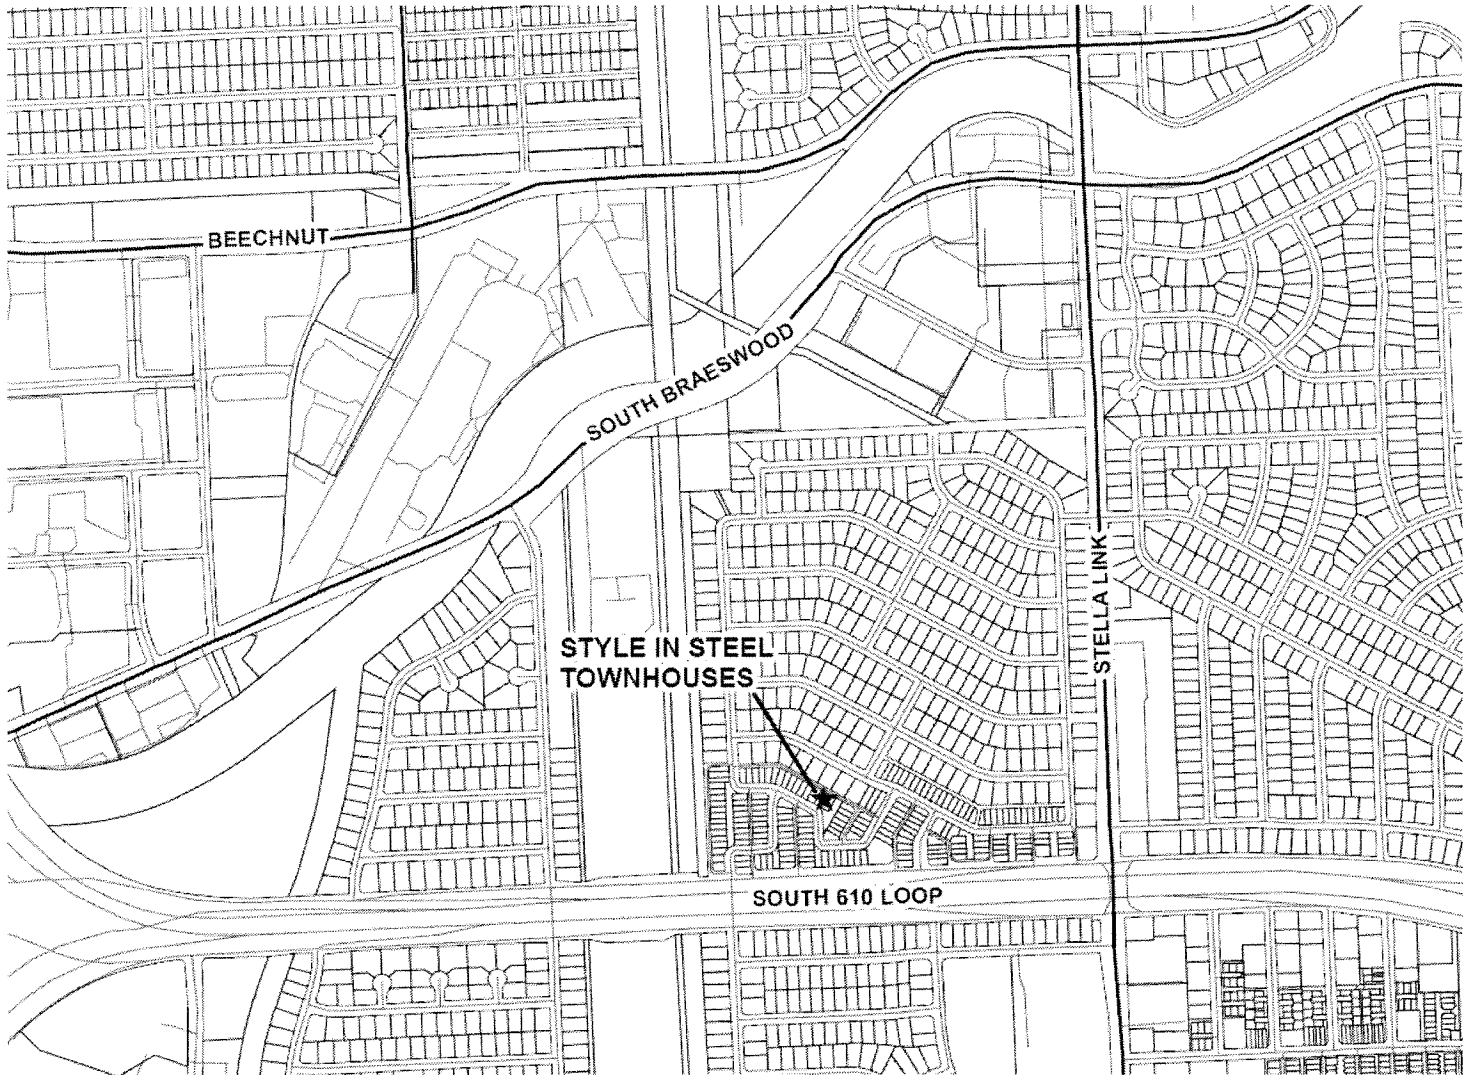 BEECHNUT
SOUTH BRAESWOOD
STELLA LINK
STYLE IN STEEL
TOWNHOUSES
SOUTH 610 LOOP